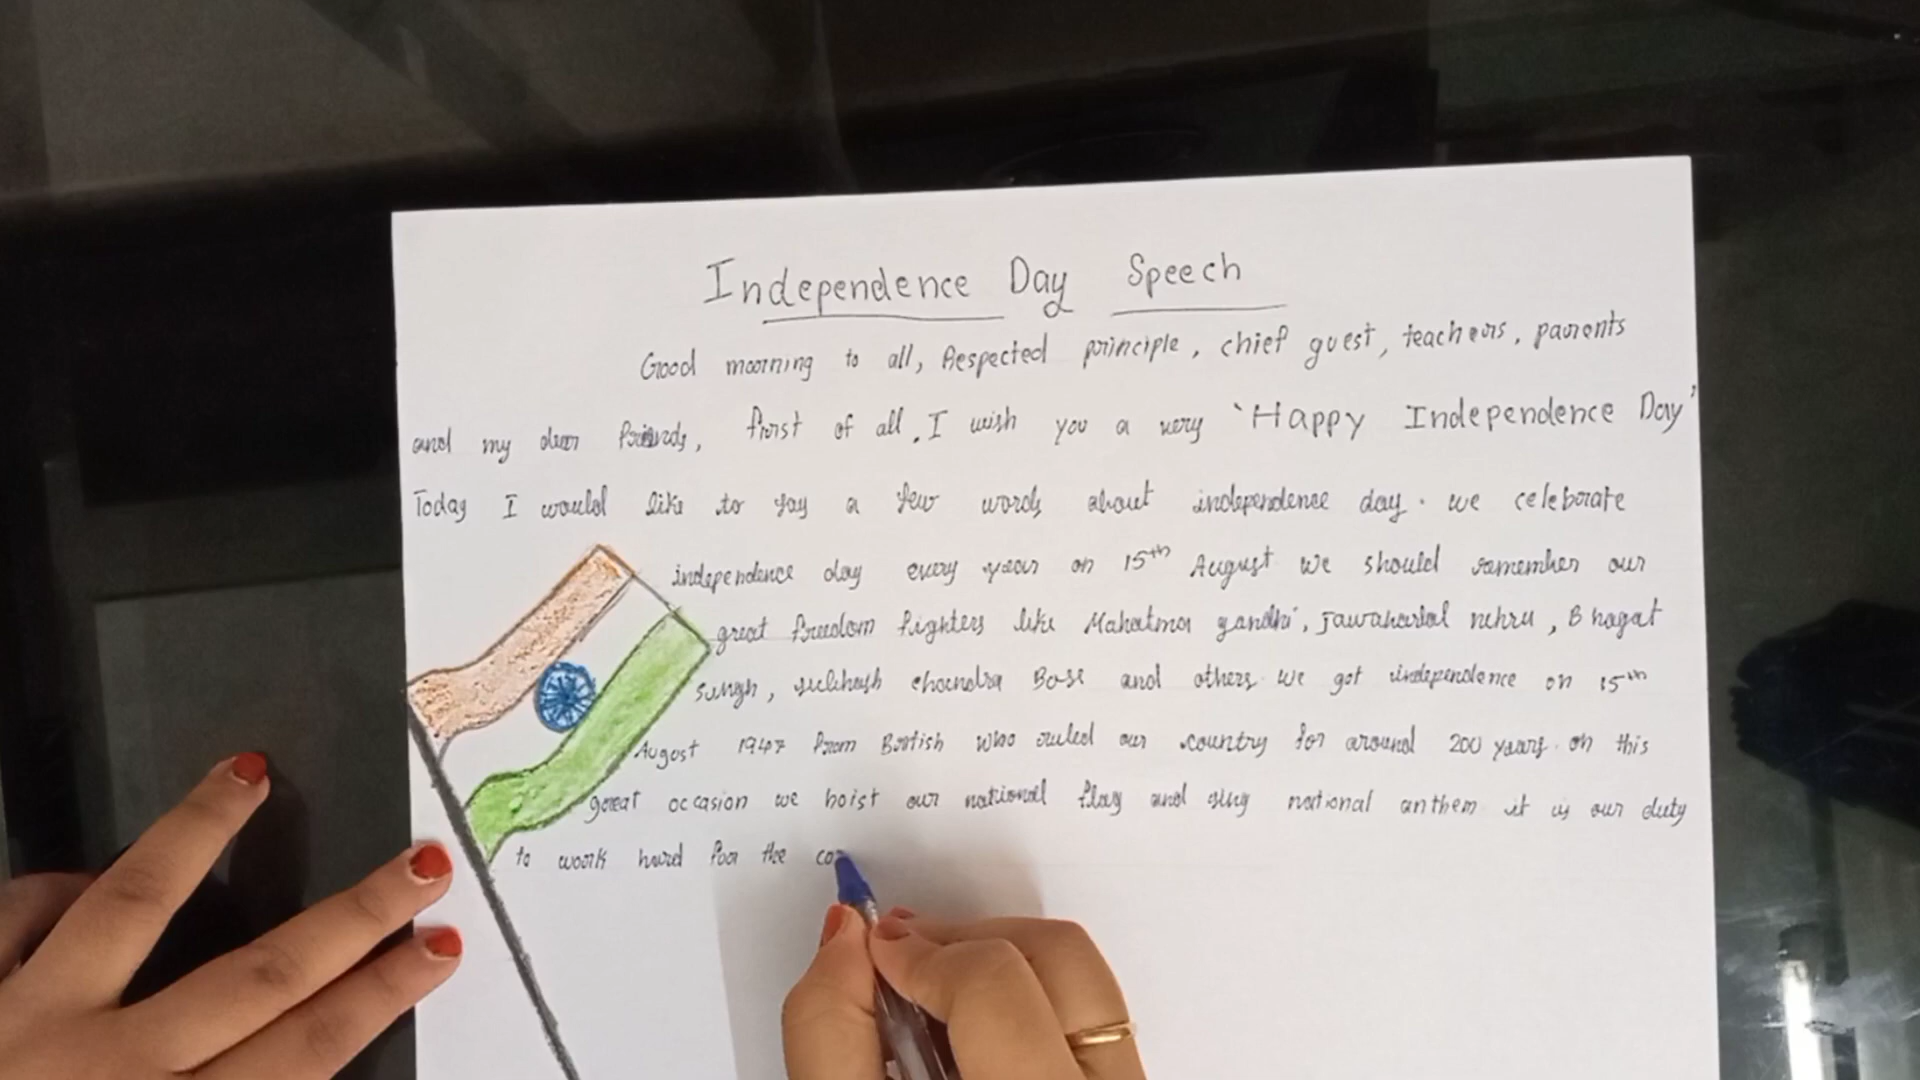 Independence Day Speech
Good morning to all, Respected principle, chief guest, teachers, parents
and my dear friends, first of all, I wish you a very 'Happy Independence Day'
Today I would like to say a few words about independence day. we celebrate
independence day every year on 15th August we should remember our
great freedom fighters like Mahatma gandhi, Jawaharlal nehru, Bhagat
singh, subhash chandra Bose and others we got independence on 15th
August 1947 from British who ruled our country for around 200 years. on this
great occasion we hoist our national flag and sing national anthem it is our duty
to work hard for the co